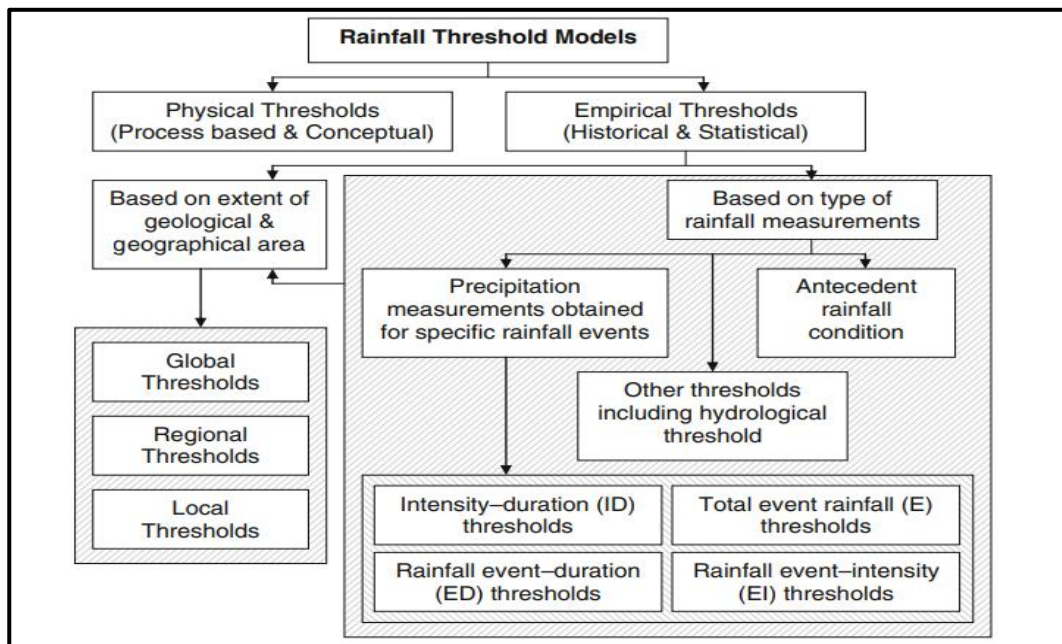 Rainfall Threshold Models
Physical Thresholds
(Process based & Conceptual)
Empirical Thresholds
(Historical & Statistical)
Based on extent of
geological &
geographical area
Based on type of
rainfall measurements
Precipitation
measurements obtained
for specific rainfall events
Antecedent
rainfall
condition
Other thresholds
including hydrological
threshold
Global
Thresholds
Regional
Thresholds
Local
Thresholds
Intensity–duration (ID)
thresholds
Total event rainfall (E)
thresholds
Rainfall event–duration
(ED) thresholds
Rainfall event–intensity
(EI) thresholds